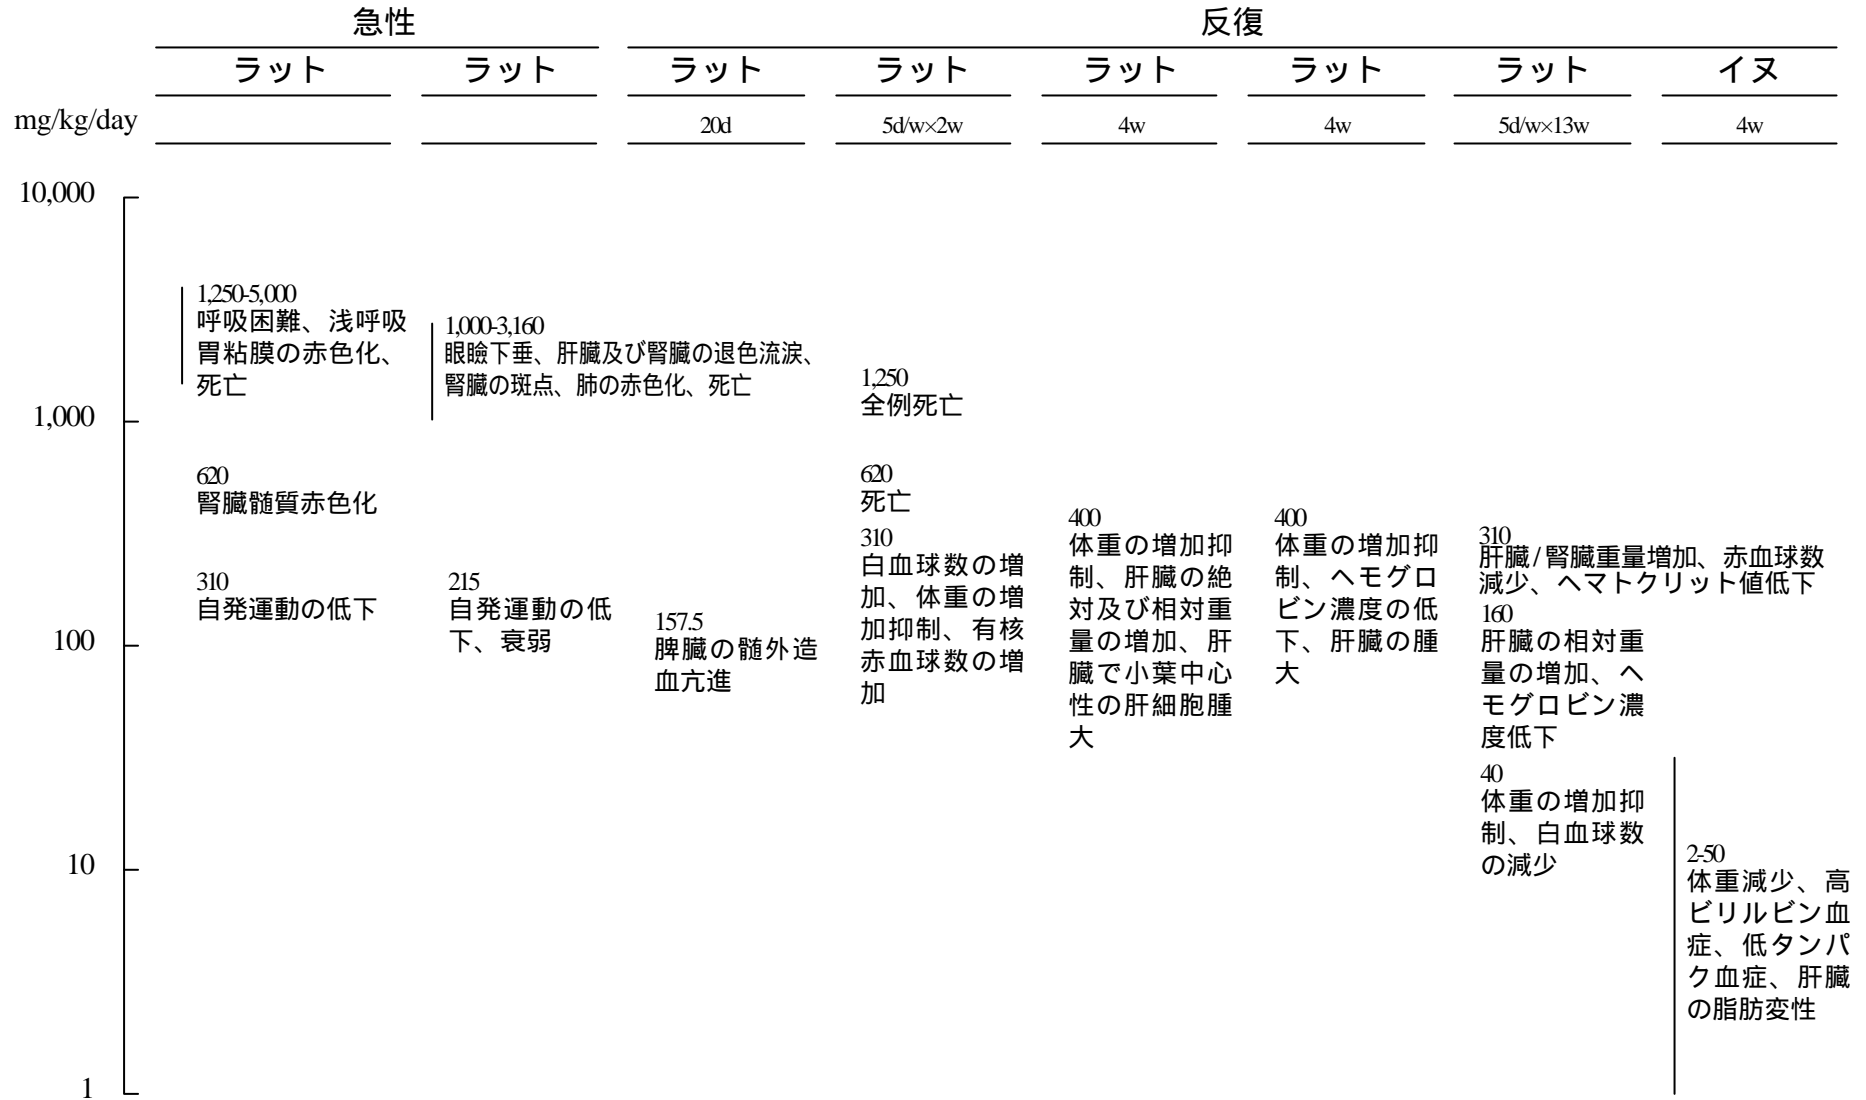 急性
反復
ラット
ラット
ラット
ラット
ラット
ラット
ラット
イヌ
mg/kg/day
20d
5d/w×2w
4w
4w
5d/w×13w
4w
10,000
1,000
100
10
1
1,250-5,000
呼吸困難、浅呼吸
胃粘膜の赤色化、
死亡
620
腎臓髄質赤色化
310
自発運動の低下
1,000-3,160
眼瞼下垂、肝臓及び腎臓の退色流涙、
腎臓の斑点、肺の赤色化、死亡
215
自発運動の低
下、衰弱
157.5
脾臓の髄外造
血亢進
1,250
全例死亡
620
死亡
310
白血球数の増
加、体重の増
加抑制、有核
赤血球数の増
加
400
体重の増加抑
制、肝臓の絶
対及び相対重
量の増加、肝
臓で小葉中心
性の肝細胞腫
大
400
体重の増加抑
制、ヘモグロ
ビン濃度の低
下、肝臓の腫
大
310
肝臓/腎臓重量増加、赤血球数
減少、ヘマトクリット値低下
160
肝臓の相対重
量の増加、ヘ
モグロビン濃
度低下
40
体重の増加抑
制、白血球数
の減少
2-50
体重減少、高
ビリルビン血
症、低タンパ
ク血症、肝臓
の脂肪変性